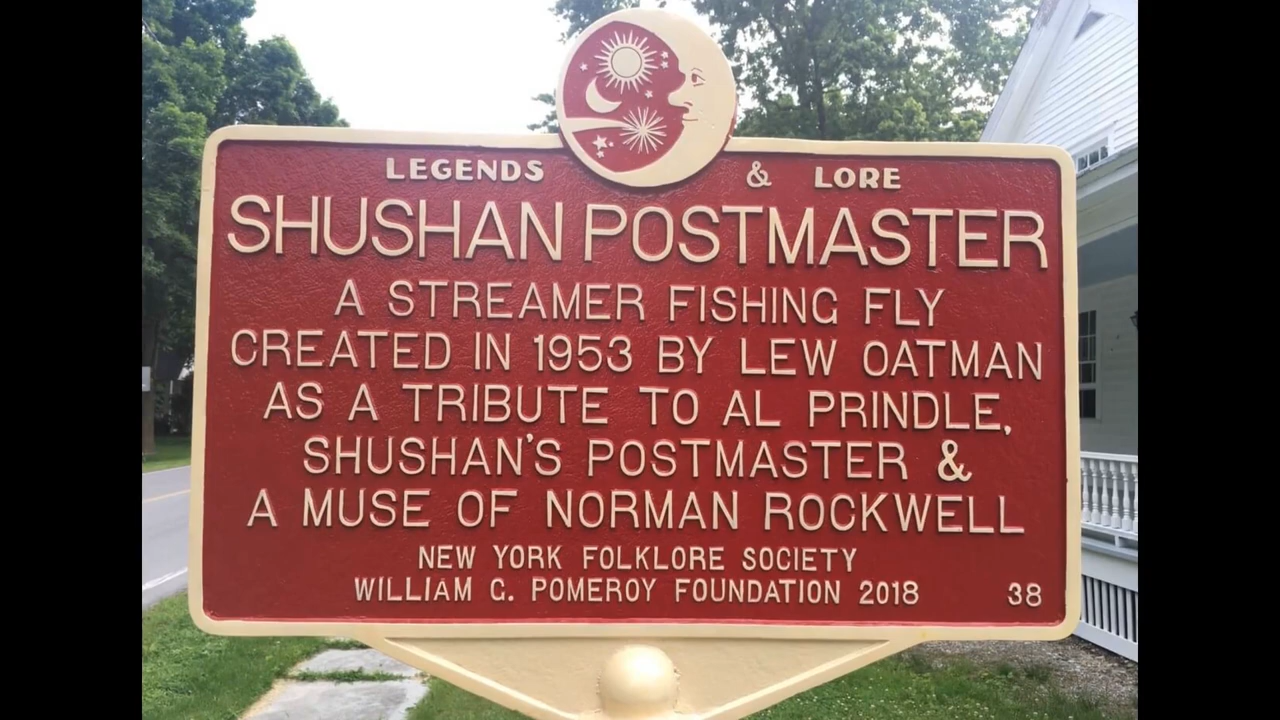 LEGENDS & LORE
SHUSHAN POSTMASTER
A STREAMER FISHING FLY
CREATED IN 1953 BY LEW OATMAN
AS A TRIBUTE TO AL PRINDLE,
SHUSHAN'S POSTMASTER &
A MUSE OF NORMAN ROCKWELL
NEW YORK FOLKLORE SOCIETY
WILLIAM G. POMEROY FOUNDATION 2018 38